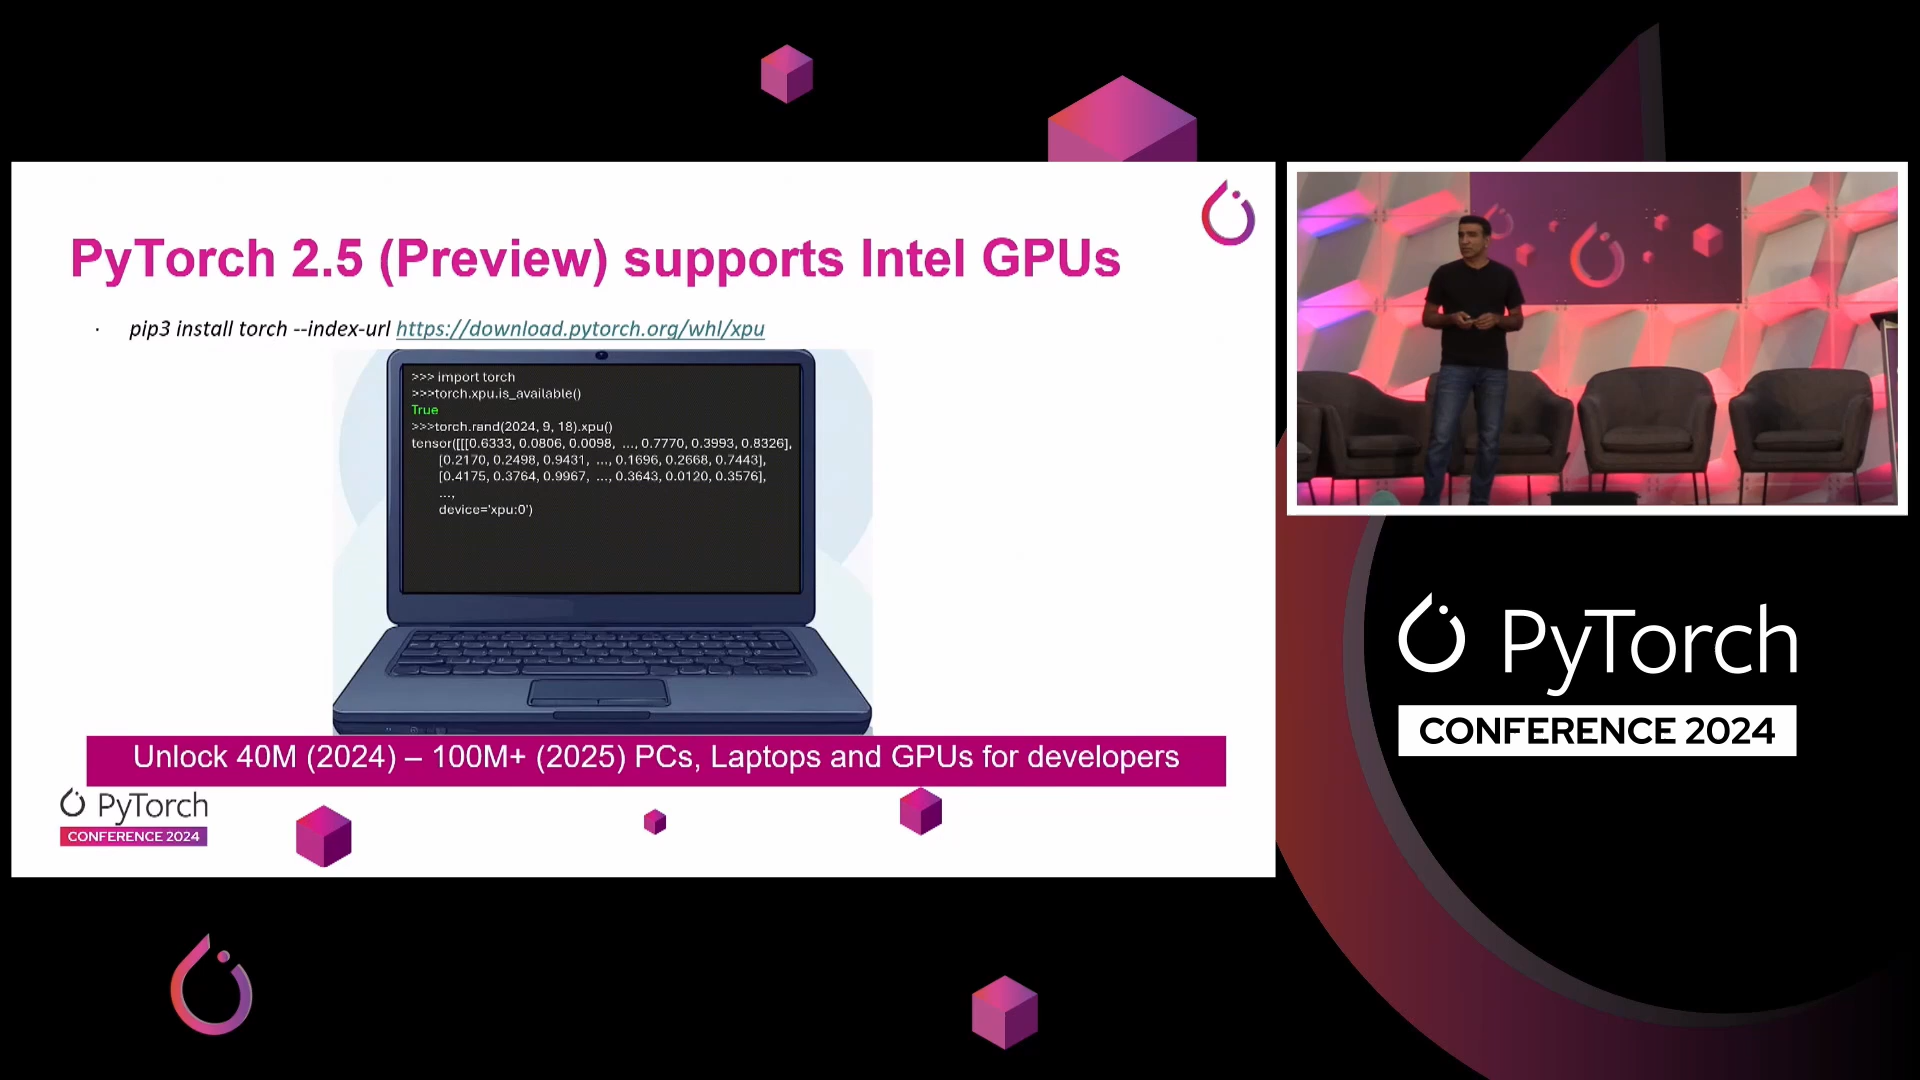 PyTorch 2.5 (Preview) supports Intel GPUs
· pip3 install torch --index-url https://download.pytorch.org/whl/xpu
>>> import torch
>>>torch.xpu.is_available()
True
>>>torch.rand(2024, 9, 18).xpu()
tensor([[[0.6333, 0.0806, 0.0098, ..., 0.7770, 0.3993, 0.8326],
[0.2170, 0.2498, 0.9431, ..., 0.1696, 0.2668, 0.7443],
[0.4175, 0.3764, 0.9967, ..., 0.3643, 0.0120, 0.3576],
...,
device='xpu:0')
Unlock 40M (2024) – 100M+ (2025) PCs, Laptops and GPUs for developers
PyTorch
CONFERENCE 2024
PyTorch
CONFERENCE 2024